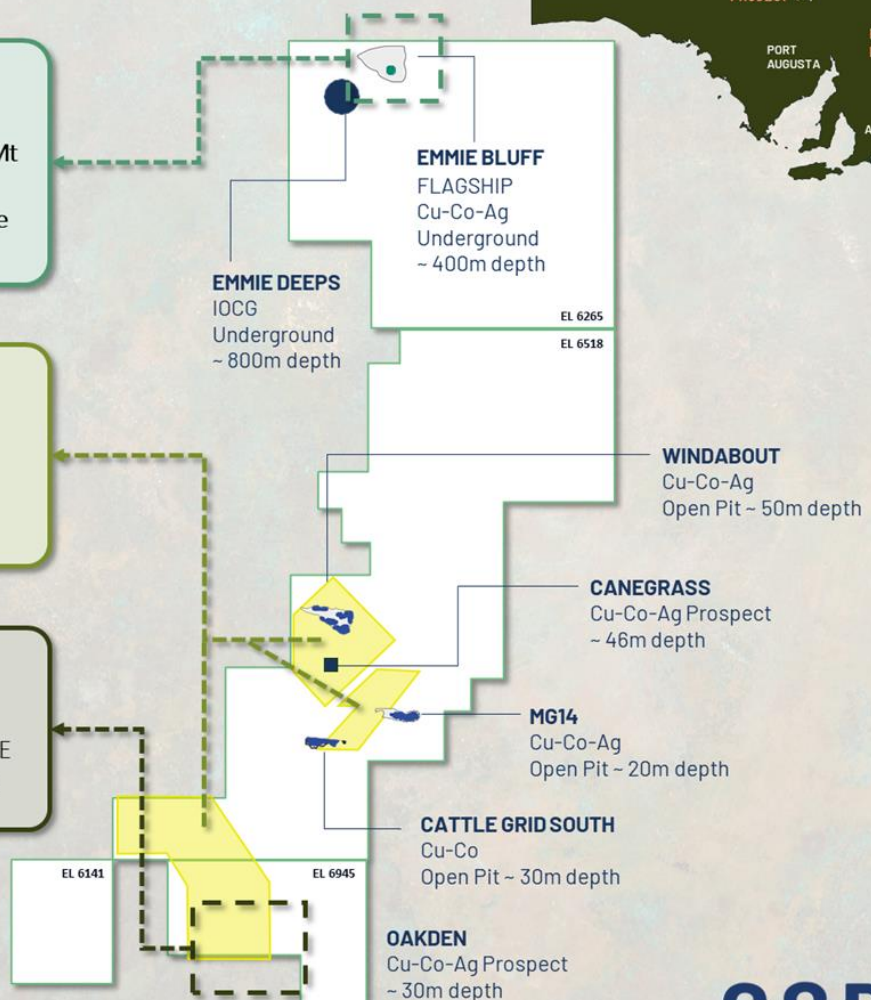 PORT
AUGUSTA
Mt
e
EMMIE BLUFF
FLAGSHIP
Cu-Co-Ag
Underground
~ 400m depth
EMMIE DEEPS
IOCG
Underground
~ 800m depth
EL 6265
EL 6518
WINDABOUT
Cu-Co-Ag
Open Pit ~ 50m depth
CANEGRASS
Cu-Co-Ag Prospect
~ 46m depth
MG14
Cu-Co-Ag
Open Pit ~ 20m depth
E
CATTLE GRID SOUTH
Cu-Co
Open Pit ~ 30m depth
EL 6141
EL 6945
OAKDEN
Cu-Co-Ag Prospect
~ 30m depth